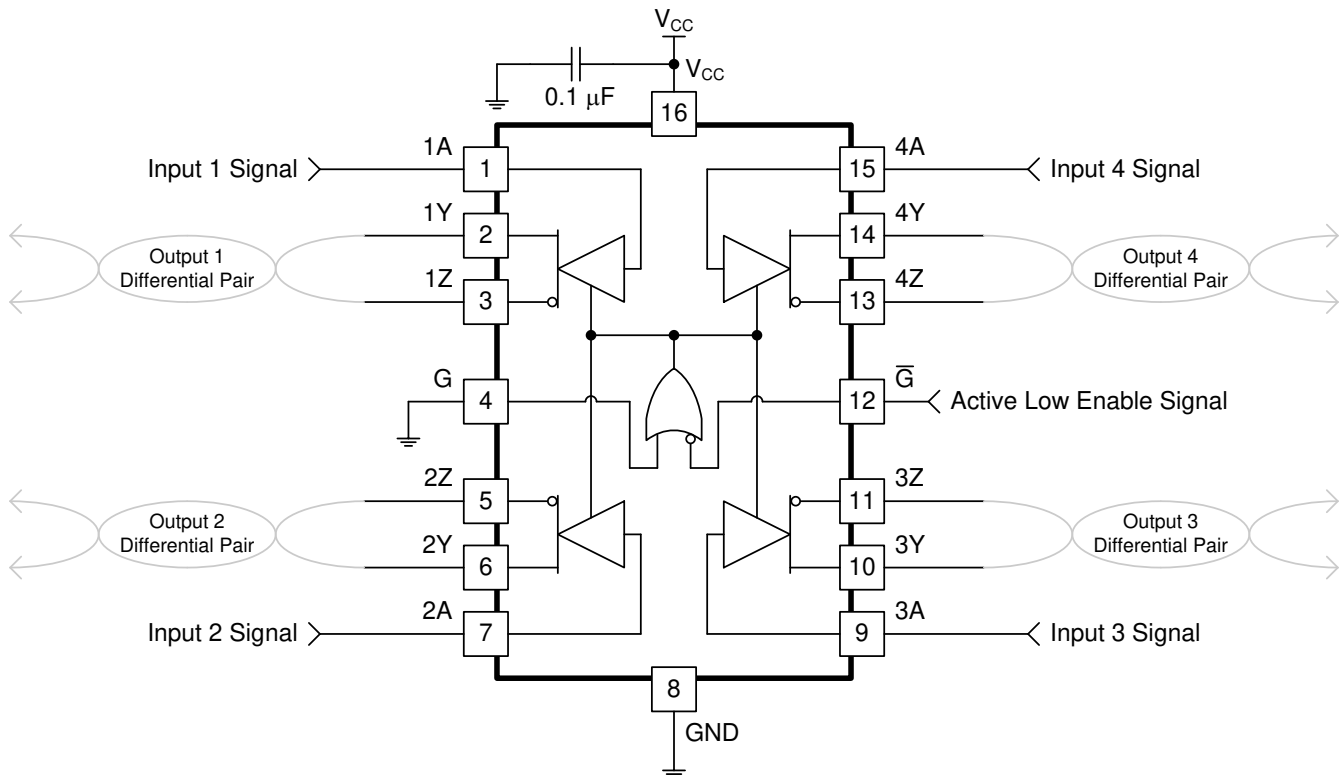 VCC
VCC
0.1 μF
16
1A
4A
Input 1 Signal
1
15
Input 4 Signal
1Y
4Y
2
14
Output 1
Differential Pair
Output 4
Differential Pair
1Z
4Z
3
13
G
G̅
4
12
Active Low Enable Signal
2Z
3Z
5
11
Output 2
Differential Pair
Output 3
Differential Pair
2Y
3Y
6
10
2A
3A
Input 2 Signal
7
9
Input 3 Signal
8
GND